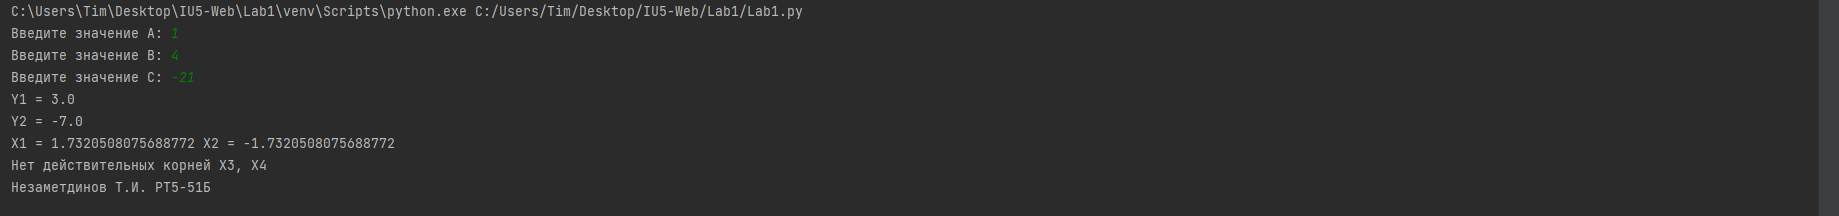 C:\Users\Tim\Desktop\IU5-Web\Lab1\venv\Scripts\python.exe C:/Users/Tim/Desktop/IU5-Web/Lab1/Lab1.py
Введите значение A: 1
Введите значение B: 4
Введите значение C: -21
Y1 = 3.0
Y2 = -7.0
X1 = 1.7320508075688772 X2 = -1.7320508075688772
Нет действительных корней X3, X4
Незаметдинов Т.И. РТ5-51Б